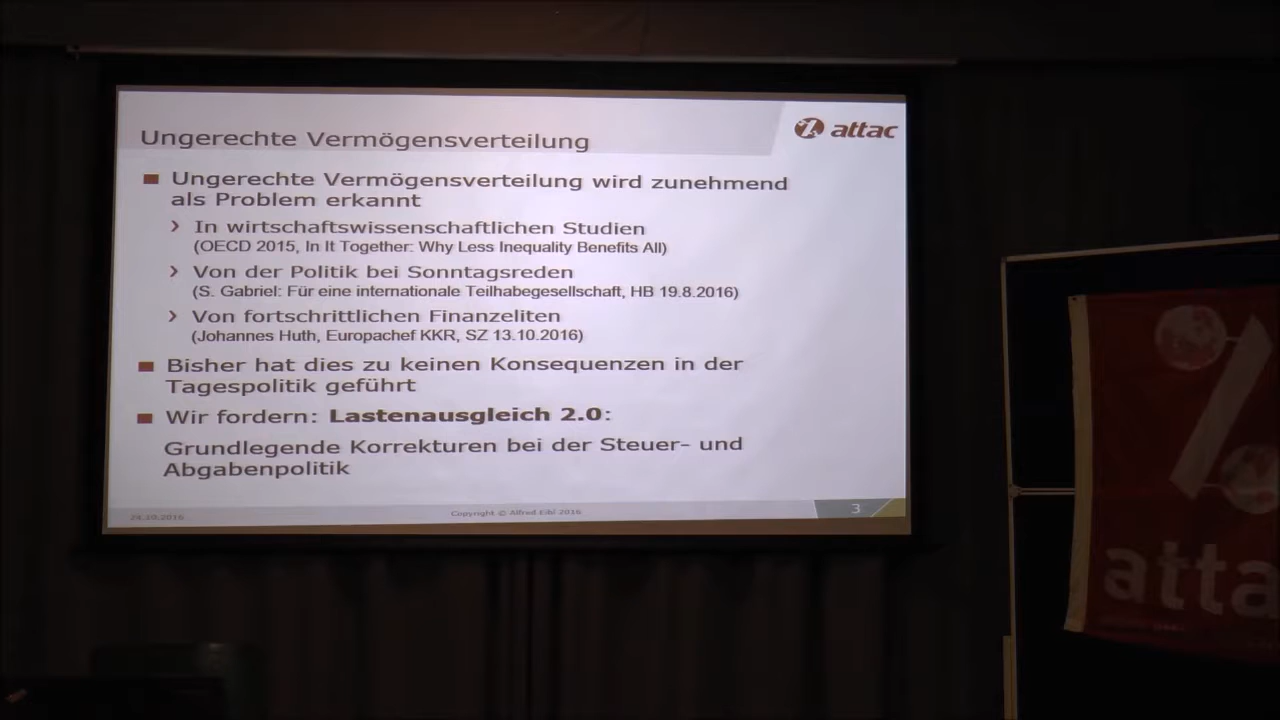 Ungerechte Vermögensverteilung
attac
Ungerechte Vermögensverteilung wird zunehmend
als Problem erkannt
In wirtschaftswissenschaftlichen Studien
(OECD 2015, In It Together: Why Less Inequality Benefits All)
Von der Politik bei Sonntagsreden
(S. Gabriel: Für eine internationale Teilhabegesellschaft, HB 19.8.2016)
Von fortschrittlichen Finanzeliten
(Johannes Huth, Europachef KKR, SZ 13.10.2016)
Bisher hat dies zu keinen Konsequenzen in der
Tagespolitik geführt
Wir fordern: Lastenausgleich 2.0:
Grundlegende Korrekturen bei der Steuer- und
Abgabenpolitik
Copyright © Alfred Eibl 2016
3
atta